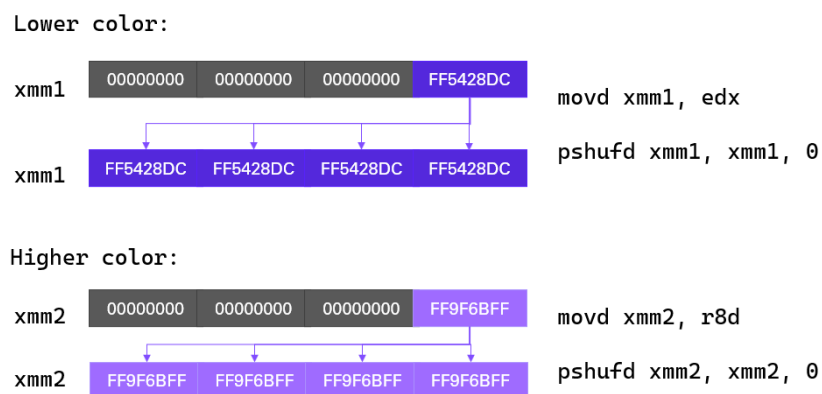 Lower color:
xmm1 00000000 00000000 00000000 FF5428DC
movd xmm1, edx
pshufd xmm1, xmm1, 0
xmm1 FF5428DC FF5428DC FF5428DC FF5428DC
Higher color:
xmm2 00000000 00000000 00000000 FF9F6BFF
movd xmm2, r8d
pshufd xmm2, xmm2, 0
xmm2 FF9F6BFF FF9F6BFF FF9F6BFF FF9F6BFF